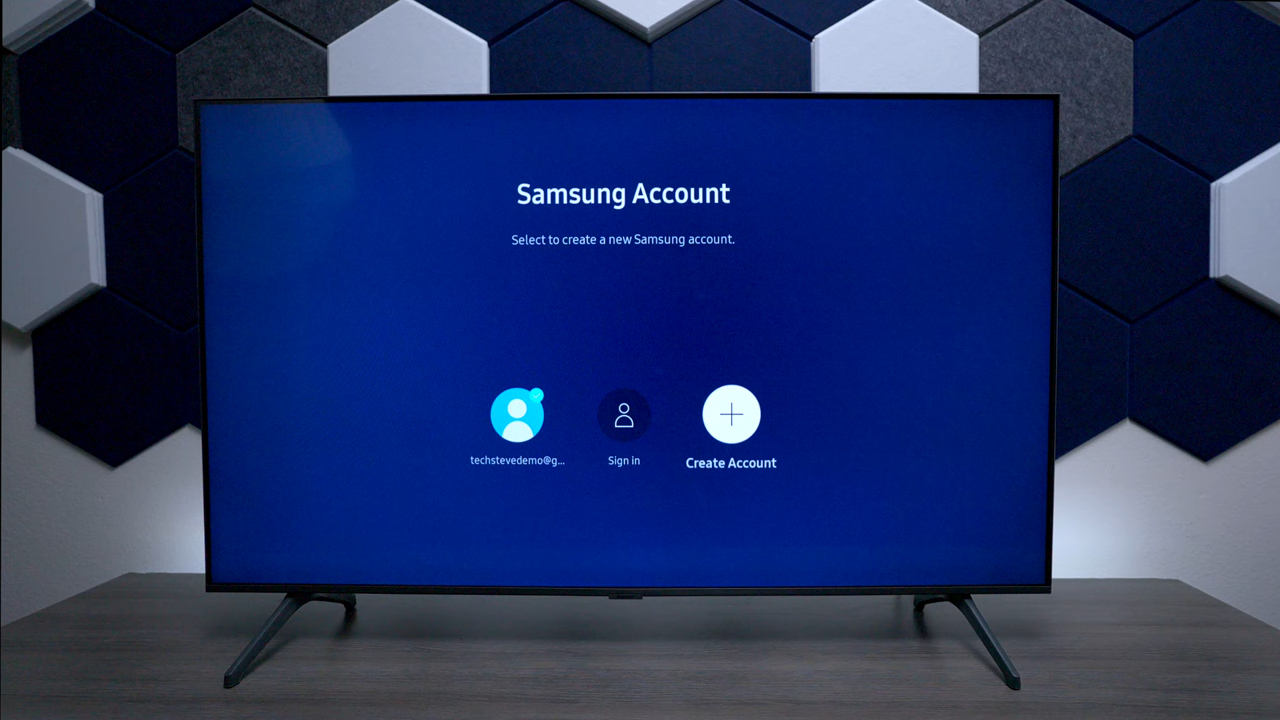 Samsung Account
Select to create a new Samsung account.
techstevedemo@g...
Sign in
Create Account